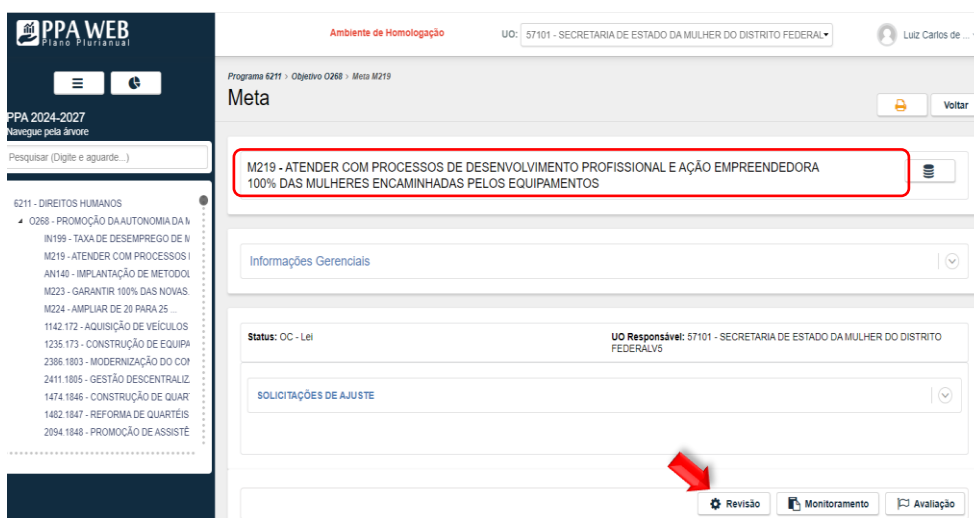 PPA WEB
Plano Plurianual
Ambiente de Homologação
UO: 57101 - SECRETARIA DE ESTADO DA MULHER DO DISTRITO FEDERAL
Luiz Carlos de ...
PPA 2024-2027
Navegue pela árvore
Pesquisar (Digite e aguarde...)
6211 - DIREITOS HUMANOS
O268 - PROMOÇÃO DA AUTONOMIA DA M
IN199 - TAXA DE DESEMPREGO DE M
M219 - ATENDER COM PROCESSOS I
AN140 - IMPLANTAÇÃO DE METODOL
M223 - GARANTIR 100% DAS NOVAS.
M224 - AMPLIAR DE 20 PARA 25 ...
1142.172 - AQUISIÇÃO DE VEÍCULOS
1235.173 - CONSTRUÇÃO DE EQUIPA
2386.1803 - MODERNIZAÇÃO DO CON
2411.1805 - GESTÃO DESCENTRALIZ
1474.1846 - CONSTRUÇÃO DE QUAR
1482.1847 - REFORMA DE QUARTÉIS
2094.1848 - PROMOÇÃO DE ASSISTÊ
Programa 6211 > Objetivo O268 > Meta M219
Meta
Voltar
M219 - ATENDER COM PROCESSOS DE DESENVOLVIMENTO PROFISSIONAL E AÇÃO EMPREENDEDORA
100% DAS MULHERES ENCAMINHADAS PELOS EQUIPAMENTOS
Informações Gerenciais
Status: OC - Lei
UO Responsável: 57101 - SECRETARIA DE ESTADO DA MULHER DO DISTRITO
FEDERALV5
SOLICITAÇÕES DE AJUSTE
Revisão
Monitoramento
Avaliação